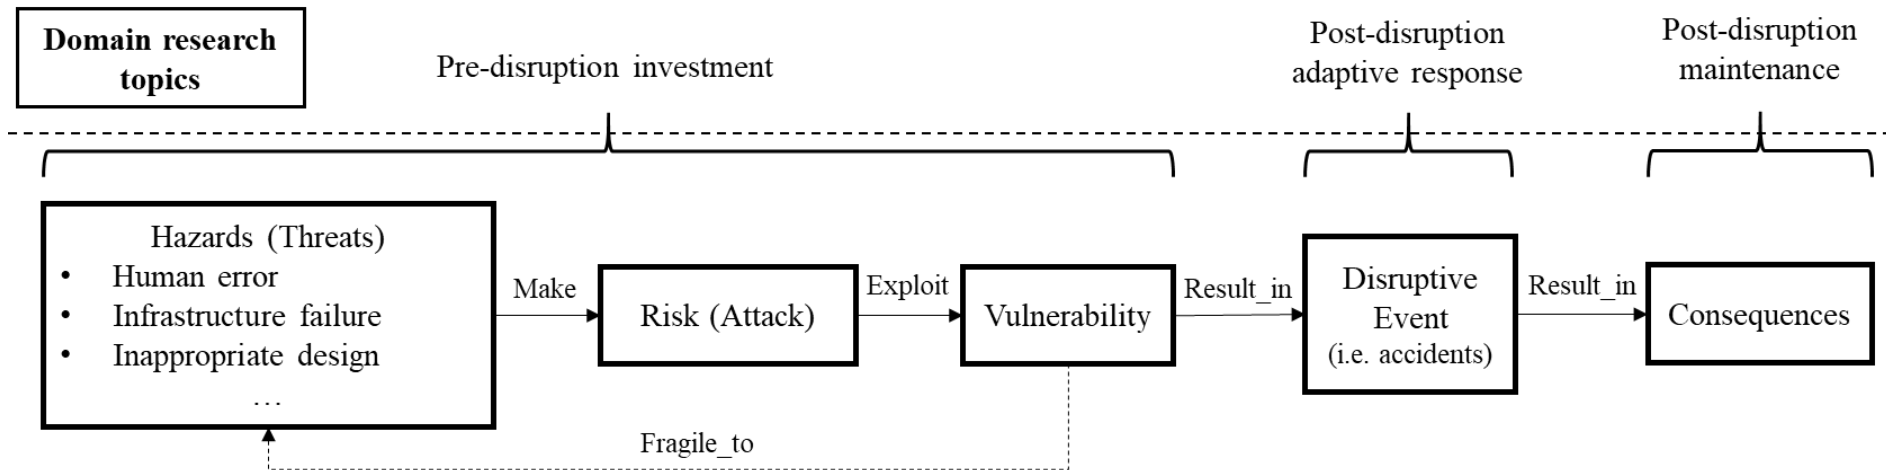 Domain research
topics
Pre-disruption investment
Post-disruption
adaptive response
Post-disruption
maintenance
Hazards (Threats)
• Human error
• Infrastructure failure
• Inappropriate design
…
Make
Risk (Attack)
Exploit
Vulnerability
Result_in
Disruptive
Event
(i.e. accidents)
Result_in
Consequences
Fragile_to